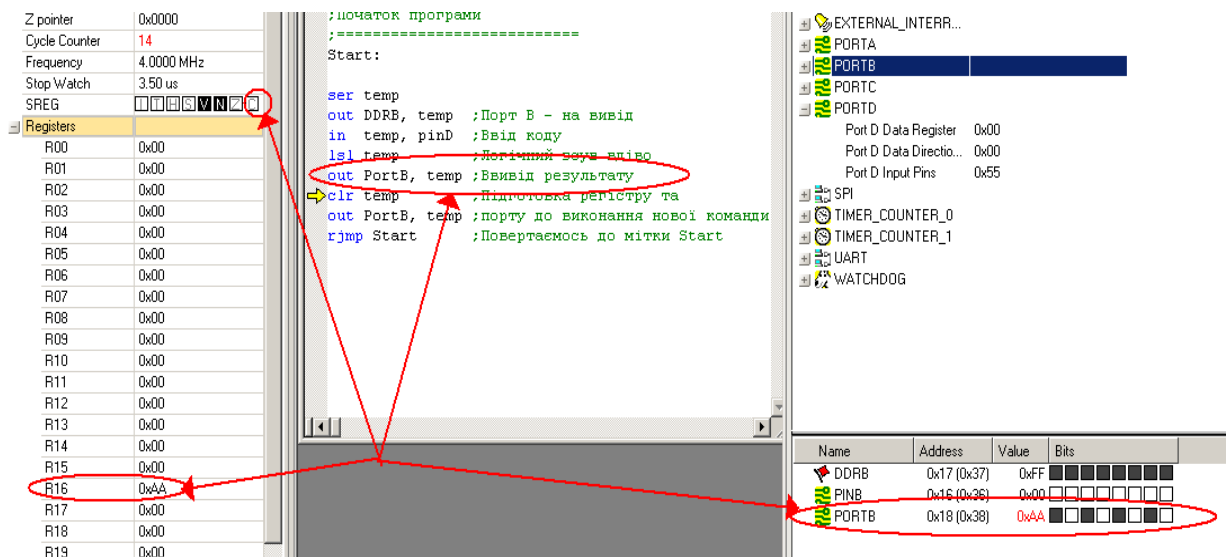 Z pointer 0x0000
Cycle Counter 14
Frequency 4.0000 MHz
Stop Watch 3.50 us
SREG I T H S V N Z C
Registers
R00 0x00
R01 0x00
R02 0x00
R03 0x00
R04 0x00
R05 0x00
R06 0x00
R07 0x00
R08 0x00
R09 0x00
R10 0x00
R11 0x00
R12 0x00
R13 0x00
R14 0x00
R15 0x00
R16 0xAA
R17 0x00
R18 0x00
R19 0x00
;Початок програми
;===========================
Start:
ser temp
out DDRB, temp ;Порт В - на вивід
in temp, pinD ;Ввід коду
lsl temp ;Логічний зсув вліво
out PortB, temp ;Ввивід результату
clr temp ;Підготовка регістру та
out PortB, temp ;порту до виконання нової команди
rjmp Start ;Повертаємось до мітки Start
EXTERNAL_INTERR...
PORTA
PORTB
PORTC
PORTD
Port D Data Register 0x00
Port D Data Directio... 0x00
Port D Input Pins 0x55
SPI
TIMER_COUNTER_0
TIMER_COUNTER_1
UART
WATCHDOG
Name Address Value Bits
DDRB 0x17 (0x37) 0xFF
PINB 0x16 (0x36) 0x00
PORTB 0x18 (0x38) 0xAA